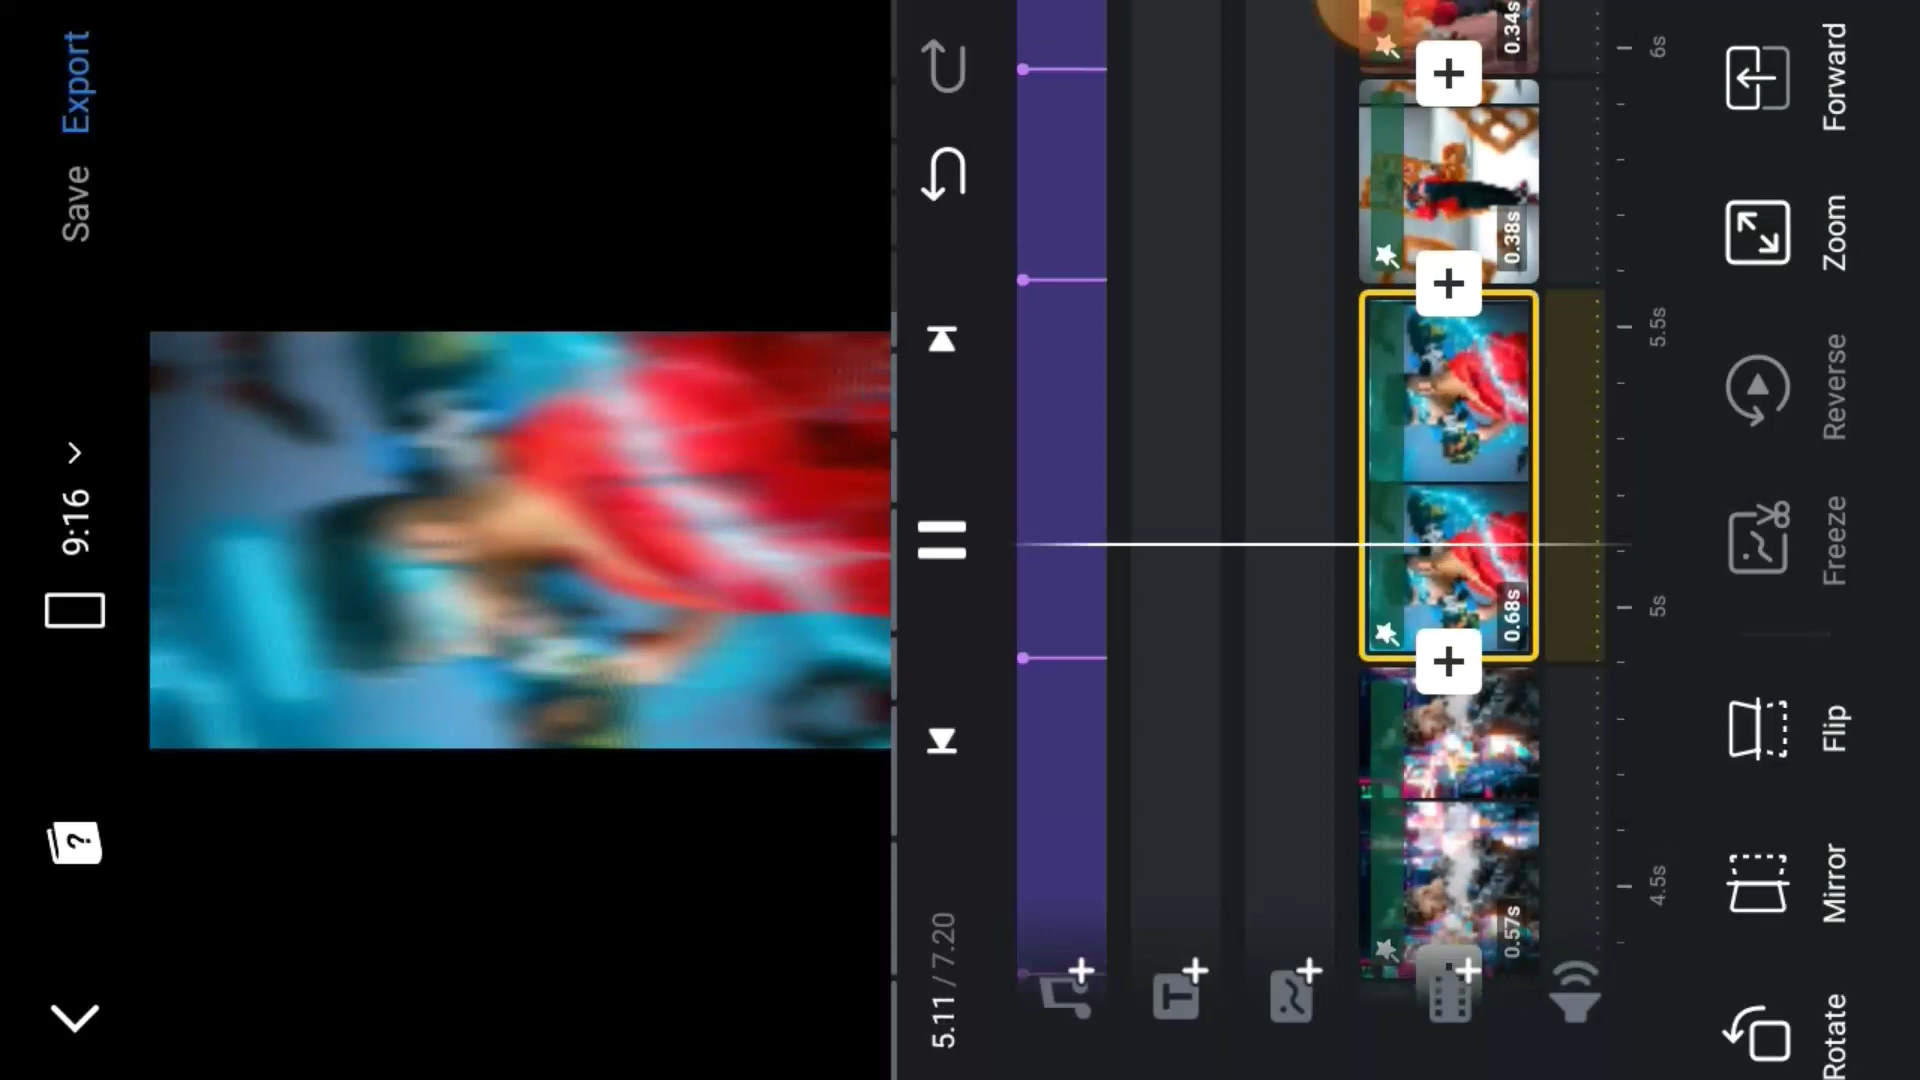 9:16
Save Export
5.11 / 7.20
0.57s
0.68s
0.38s
0.34s
4.5s
5s
5.5s
6s
Rotate
Mirror
Flip
Freeze
Reverse
Zoom
Forward